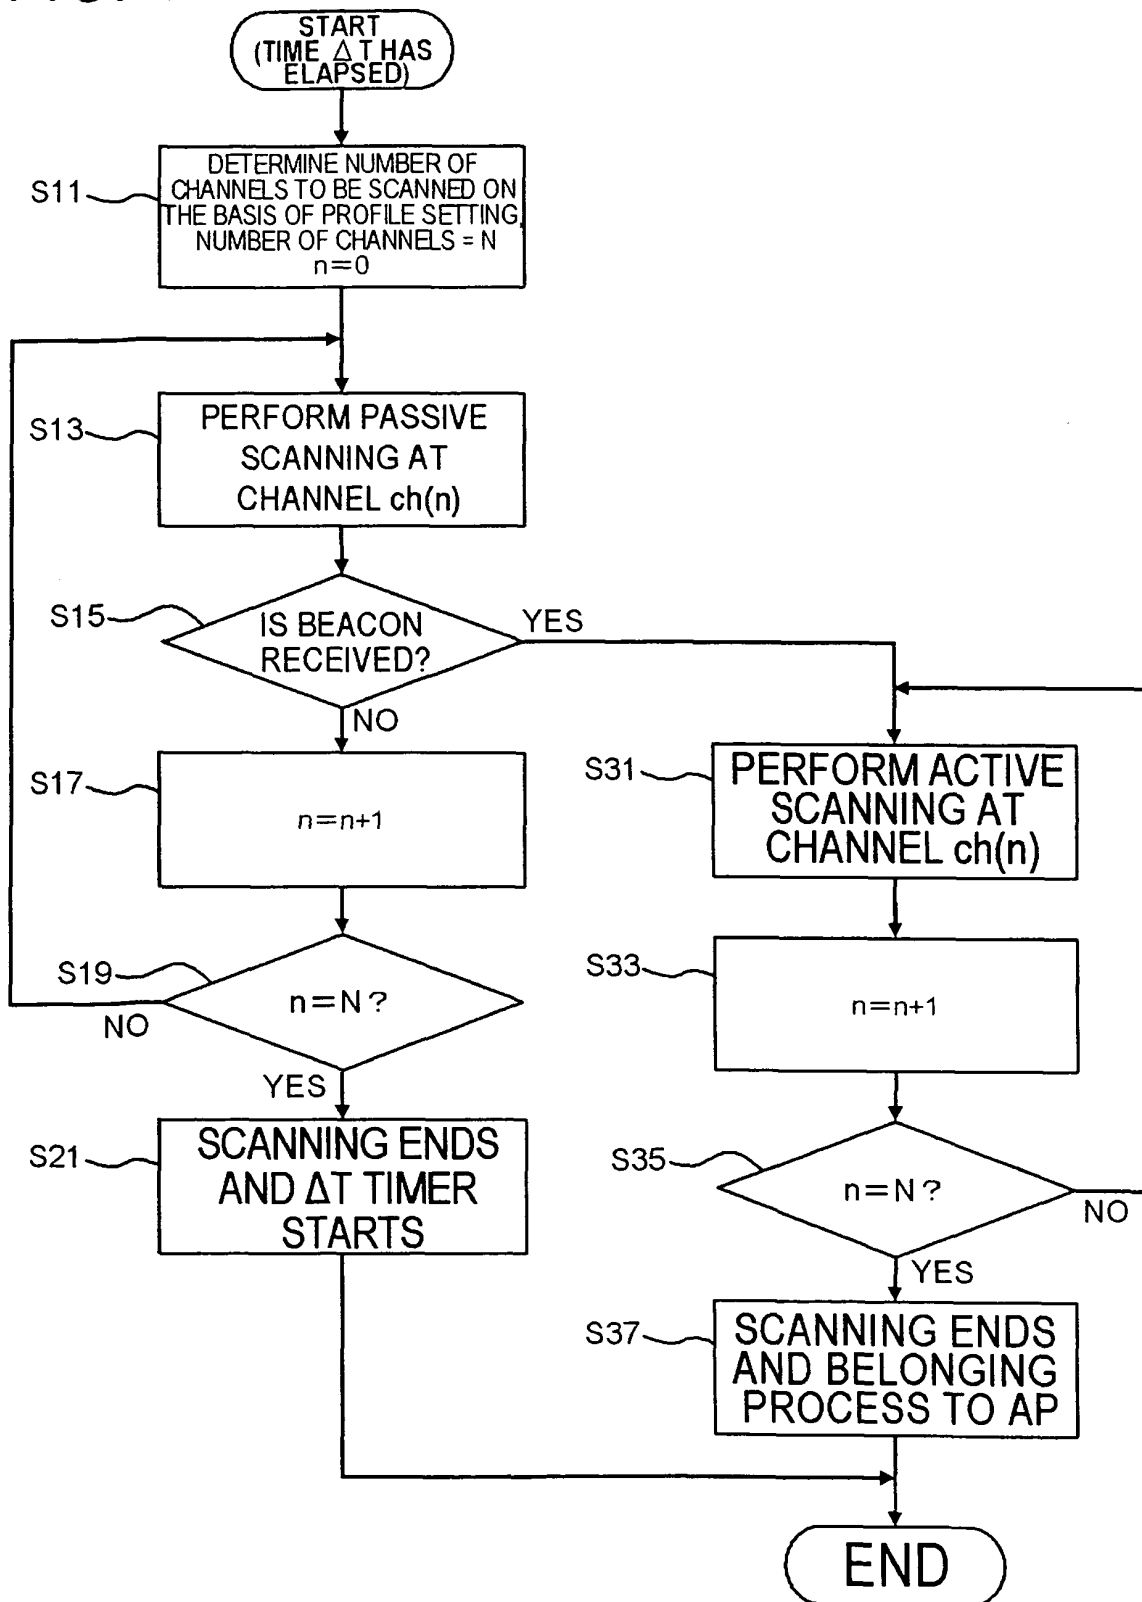 START
(TIME △T HAS
ELAPSED)
S11
DETERMINE NUMBER OF
CHANNELS TO BE SCANNED ON
THE BASIS OF PROFILE SETTING,
NUMBER OF CHANNELS = N
n=0
S13
PERFORM PASSIVE
SCANNING AT
CHANNEL ch(n)
S15
IS BEACON
RECEIVED?
YES
NO
S17
n=n+1
S19
n=N?
NO
YES
S21
SCANNING ENDS
AND ΔT TIMER
STARTS
S31
PERFORM ACTIVE
SCANNING AT
CHANNEL ch(n)
S33
n=n+1
S35
n=N?
NO
YES
S37
SCANNING ENDS
AND BELONGING
PROCESS TO AP
END